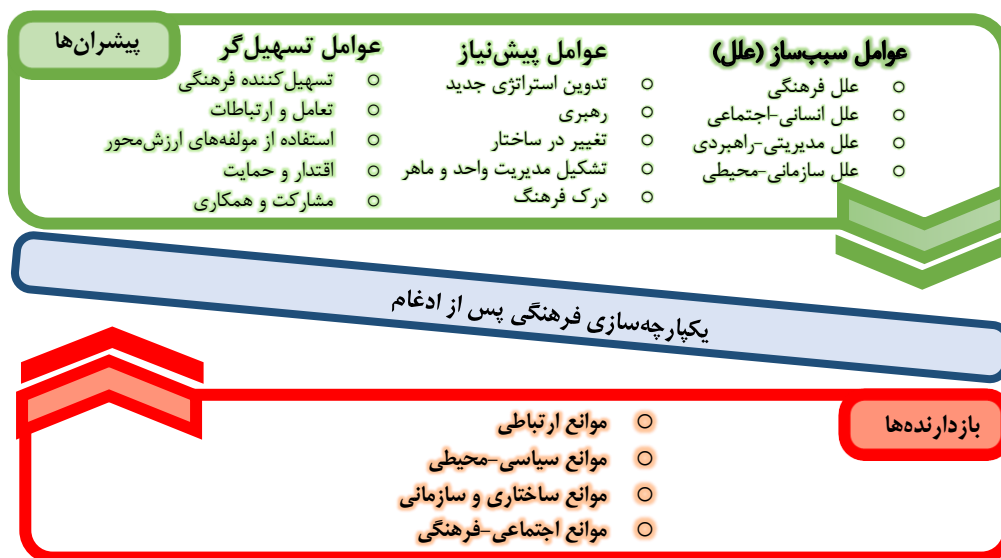 پیشران‌ها
عوامل سبب‌ساز (علل)
علل فرهنگی
علل انسانی-اجتماعی
علل مدیریتی-راهبردی
علل سازمانی-محیطی
عوامل پیش‌نیاز
تدوین استراتژی جدید
رهبری
تغییر در ساختار
تشکیل مدیریت واحد و ماهر
درک فرهنگ
عوامل تسهیل‌گر
تسهیل‌کننده فرهنگی
تعامل و ارتباطات
استفاده از مولفه‌های ارزش‌محور
اقتدار و حمایت
مشارکت و همکاری
یکپارچه‌سازی فرهنگی پس از ادغام
بازدارنده‌ها
موانع ارتباطی
موانع سیاسی-محیطی
موانع ساختاری و سازمانی
موانع اجتماعی-فرهنگی